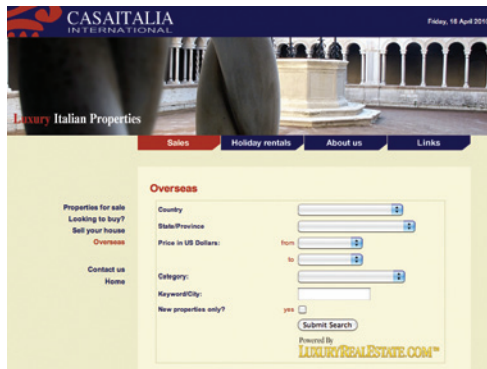 CASAITALIA
INTERNATIONAL
Friday, 18 April 2010
Luxury Italian Properties
Sales
Holiday rentals
About us
Links
Overseas
Properties for sale
Looking to buy?
Sell your house
Overseas
Contact us
Home
Country
State/Province
Price in US Dollars:
from
to
Category:
Keyword/City:
New properties only?
yes
Submit Search
Powered By
LUXURYREALESTATE.COM™